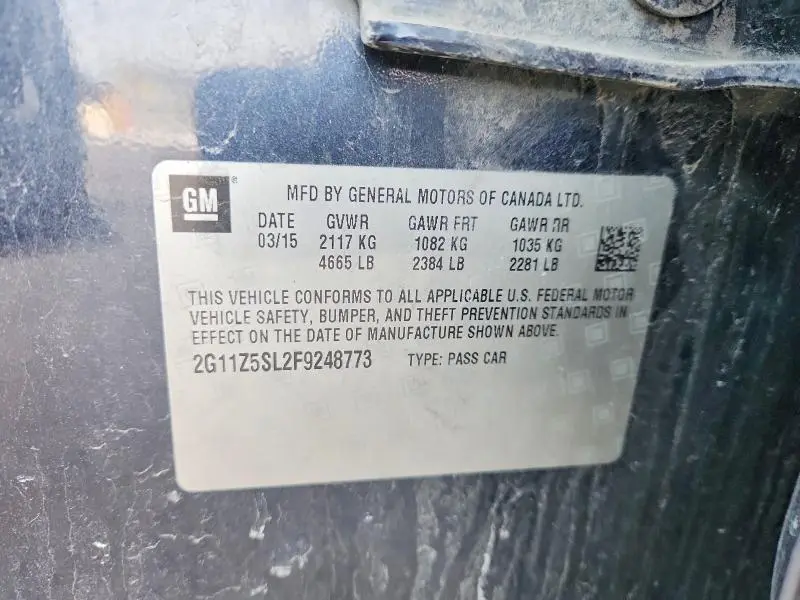 GM
MFD BY GENERAL MOTORS OF CANADA LTD.
DATE GVWR GAWR FRT GAWR RR
03/15 2117 KG 1082 KG 1035 KG
4665 LB 2384 LB 2281 LB
THIS VEHICLE CONFORMS TO ALL APPLICABLE U.S. FEDERAL MOTOR
VEHICLE SAFETY, BUMPER, AND THEFT PREVENTION STANDARDS IN
EFFECT ON THE DATE OF MANUFACTURE SHOWN ABOVE.
2G11Z5SL2F9248773 TYPE: PASS CAR